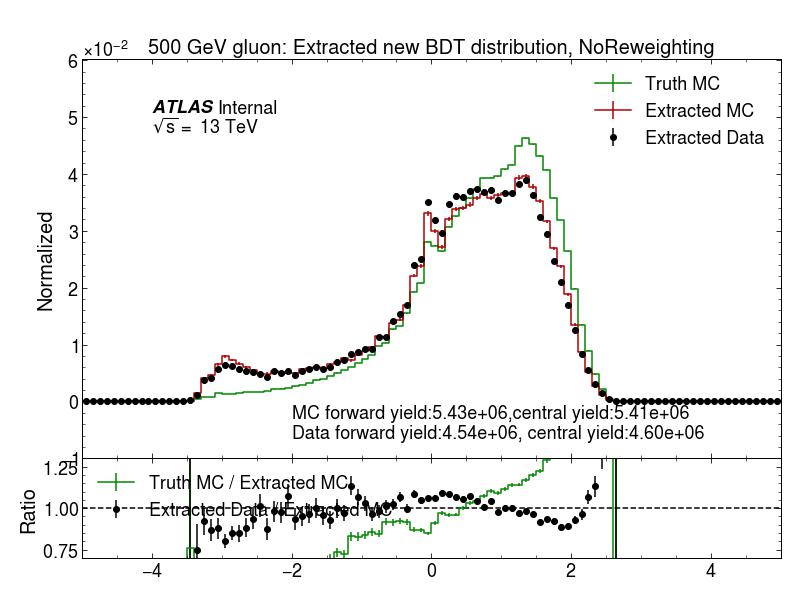 ×10⁻² 500 GeV gluon: Extracted new BDT distribution, NoReweighting
6
Truth MC
ATLAS Internal
Extracted MC
5
√s = 13 TeV
Extracted Data
4
3
Normalized
2
1
0
MC forward yield:5.43e+06,central yield:5.41e+06
Data forward yield:4.54e+06, central yield:4.60e+06
1.25
Truth MC / Extracted MC
1.00
Extracted Data / Extracted MC
Ratio
0.75
−4 −2 0 2 4